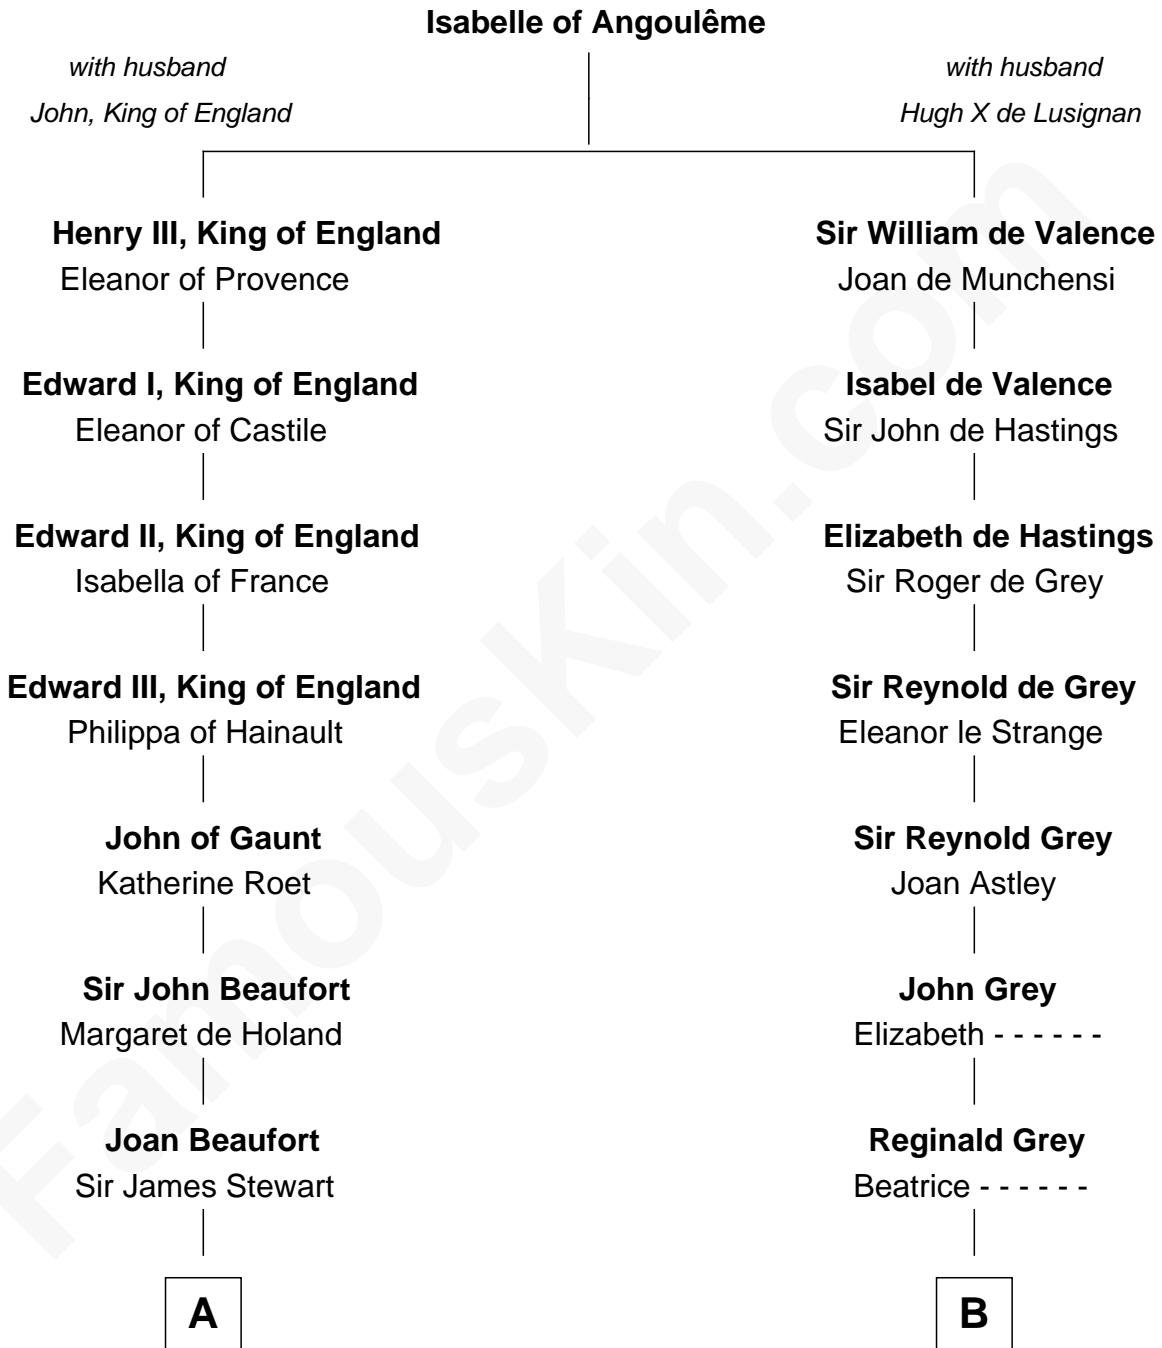 Isabelle of Angoulême
with husband
John, King of England
with husband
Hugh X de Lusignan
Henry III, King of England
Eleanor of Provence
Sir William de Valence
Joan de Munchensi
Edward I, King of England
Eleanor of Castile
Isabel de Valence
Sir John de Hastings
Edward II, King of England
Isabella of France
Elizabeth de Hastings
Sir Roger de Grey
Edward III, King of England
Philippa of Hainault
Sir Reynold de Grey
Eleanor le Strange
John of Gaunt
Katherine Roet
Sir Reynold Grey
Joan Astley
Sir John Beaufort
Margaret de Holand
John Grey
Elizabeth - - - - - -
Joan Beaufort
Sir James Stewart
Reginald Grey
Beatrice - - - - - -
A
B
FamousKin.com